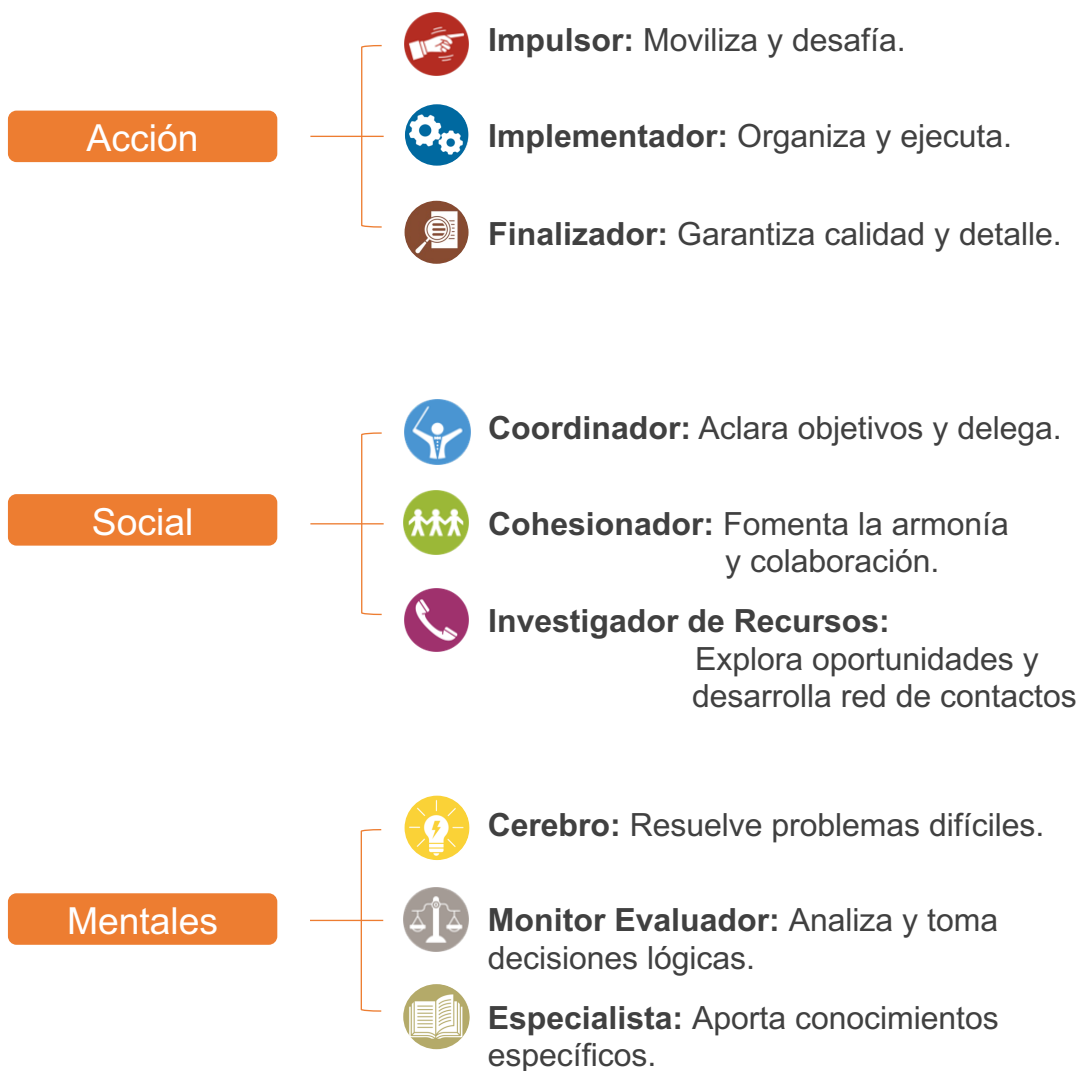 Acción
Impulsor: Moviliza y desafía.
Implementador: Organiza y ejecuta.
Finalizador: Garantiza calidad y detalle.
Social
Coordinador: Aclara objetivos y delega.
Cohesionador: Fomenta la armonía
y colaboración.
Investigador de Recursos:
Explora oportunidades y
desarrolla red de contactos
Mentales
Cerebro: Resuelve problemas difíciles.
Monitor Evaluador: Analiza y toma
decisiones lógicas.
Especialista: Aporta conocimientos
específicos.